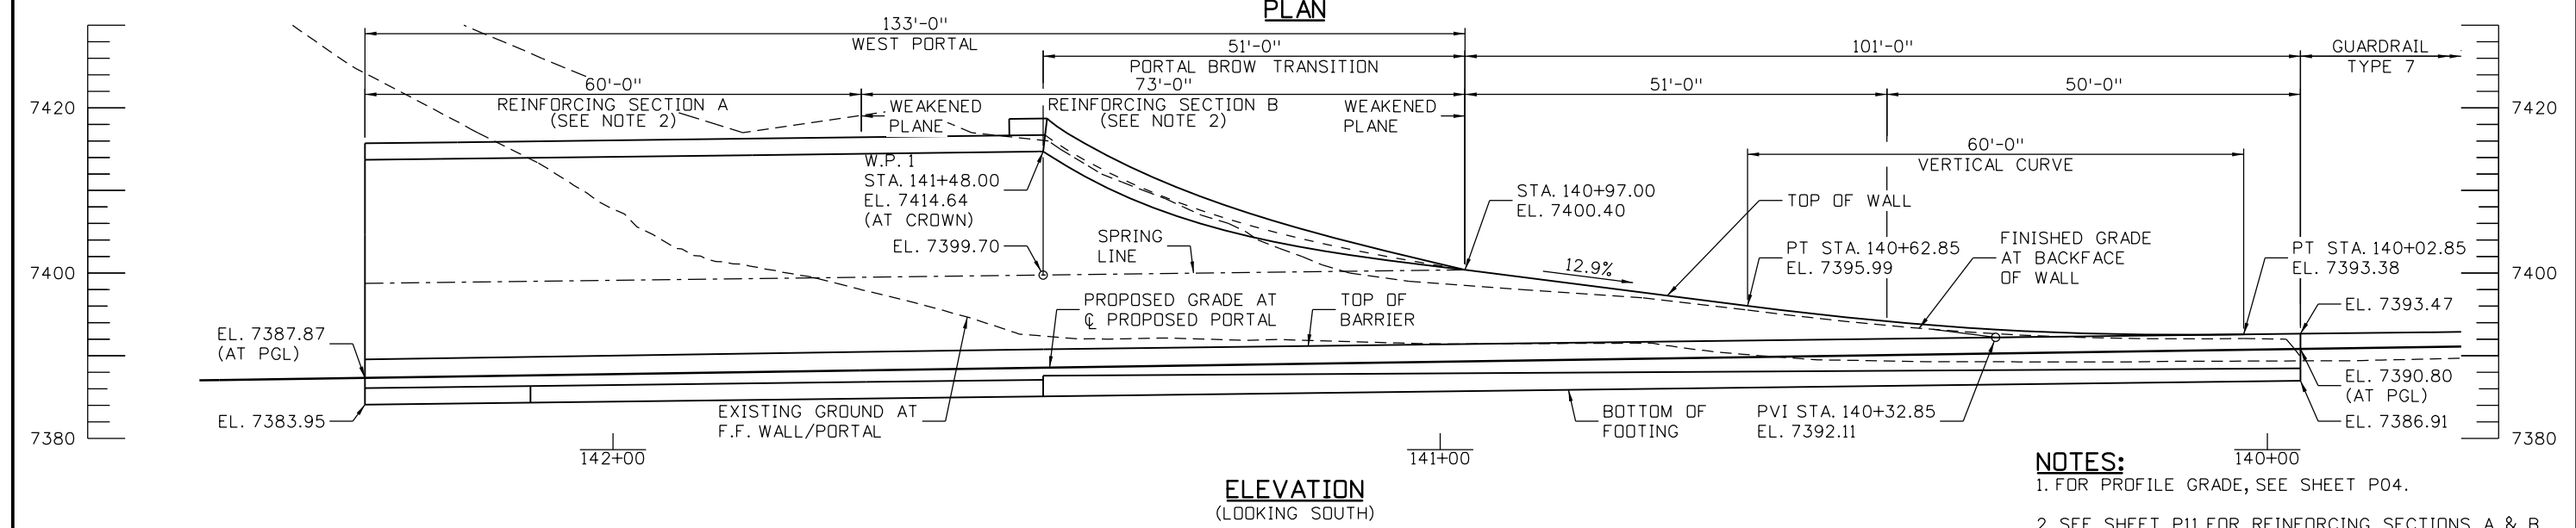 PLAN
133'-0"
WEST PORTAL
51'-0"
PORTAL BROW TRANSITION
101'-0"
GUARDRAIL
TYPE 7
60'-0"
REINFORCING SECTION A
(SEE NOTE 2)
WEAKENED
PLANE
73'-0"
REINFORCING SECTION B
(SEE NOTE 2)
WEAKENED
PLANE
51'-0"
50'-0"
7420
7420
60'-0"
VERTICAL CURVE
W.P. 1
STA. 141+48.00
EL. 7414.64
(AT CROWN)
EL. 7399.70
SPRING
LINE
STA. 140+97.00
EL. 7400.40
12.9%
TOP OF WALL
PT STA. 140+62.85
EL. 7395.99
FINISHED GRADE
AT BACKFACE
OF WALL
PT STA. 140+02.85
EL. 7393.38
7400
7400
EL. 7393.47
PROPOSED GRADE AT
℄ PROPOSED PORTAL
TOP OF
BARRIER
EL. 7387.87
(AT PGL)
EL. 7383.95
EXISTING GROUND AT
F.F. WALL/PORTAL
BOTTOM OF
FOOTING
PVI STA. 140+32.85
EL. 7392.11
EL. 7390.80
(AT PGL)
EL. 7386.91
7380
7380
142+00
141+00
140+00
ELEVATION
(LOOKING SOUTH)
NOTES:
1. FOR PROFILE GRADE, SEE SHEET P04.
2. SEE SHEET P11 FOR REINFORCING SECTIONS A & B